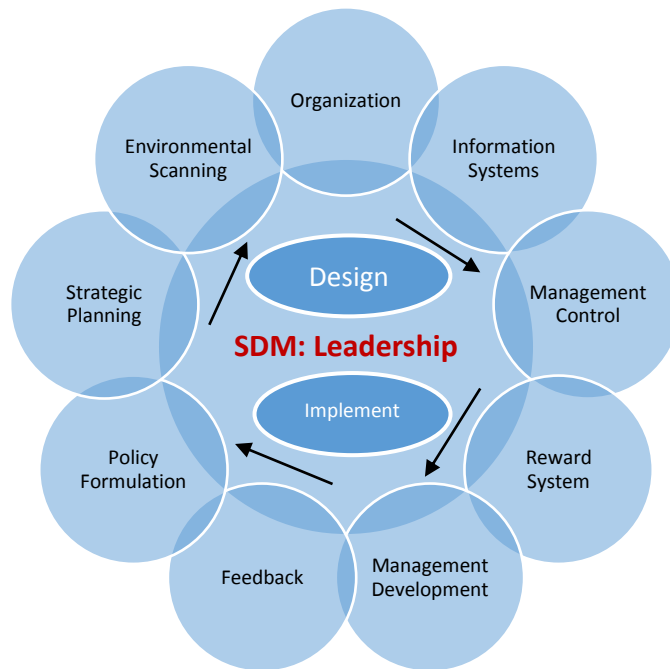 Organization
Environmental
Scanning
Information
Systems
Design
Strategic
Planning
Management
Control
SDM: Leadership
Implement
Policy
Formulation
Reward
System
Feedback
Management
Development